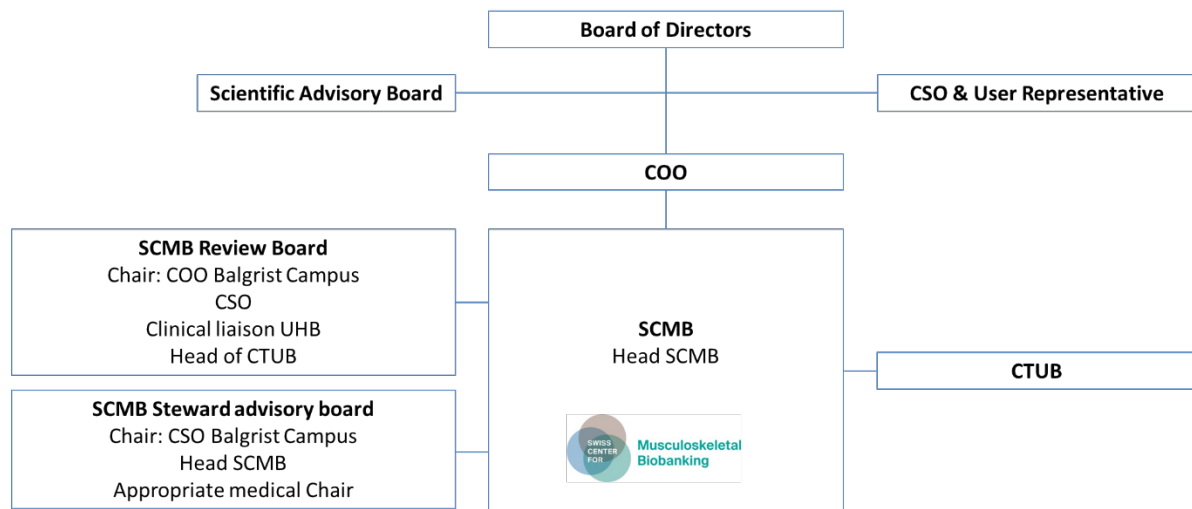 Board of Directors
Scientific Advisory Board
CSO & User Representative
COO
SCMB Review Board
Chair: COO Balgrist Campus
CSO
Clinical liaison UHB
Head of CTUB
SCMB
Head SCMB
CTUB
SCMB Steward advisory board
Chair: CSO Balgrist Campus
Head SCMB
Appropriate medical Chair
SWISS
CENTER
FOR
Musculoskeletal
Biobanking